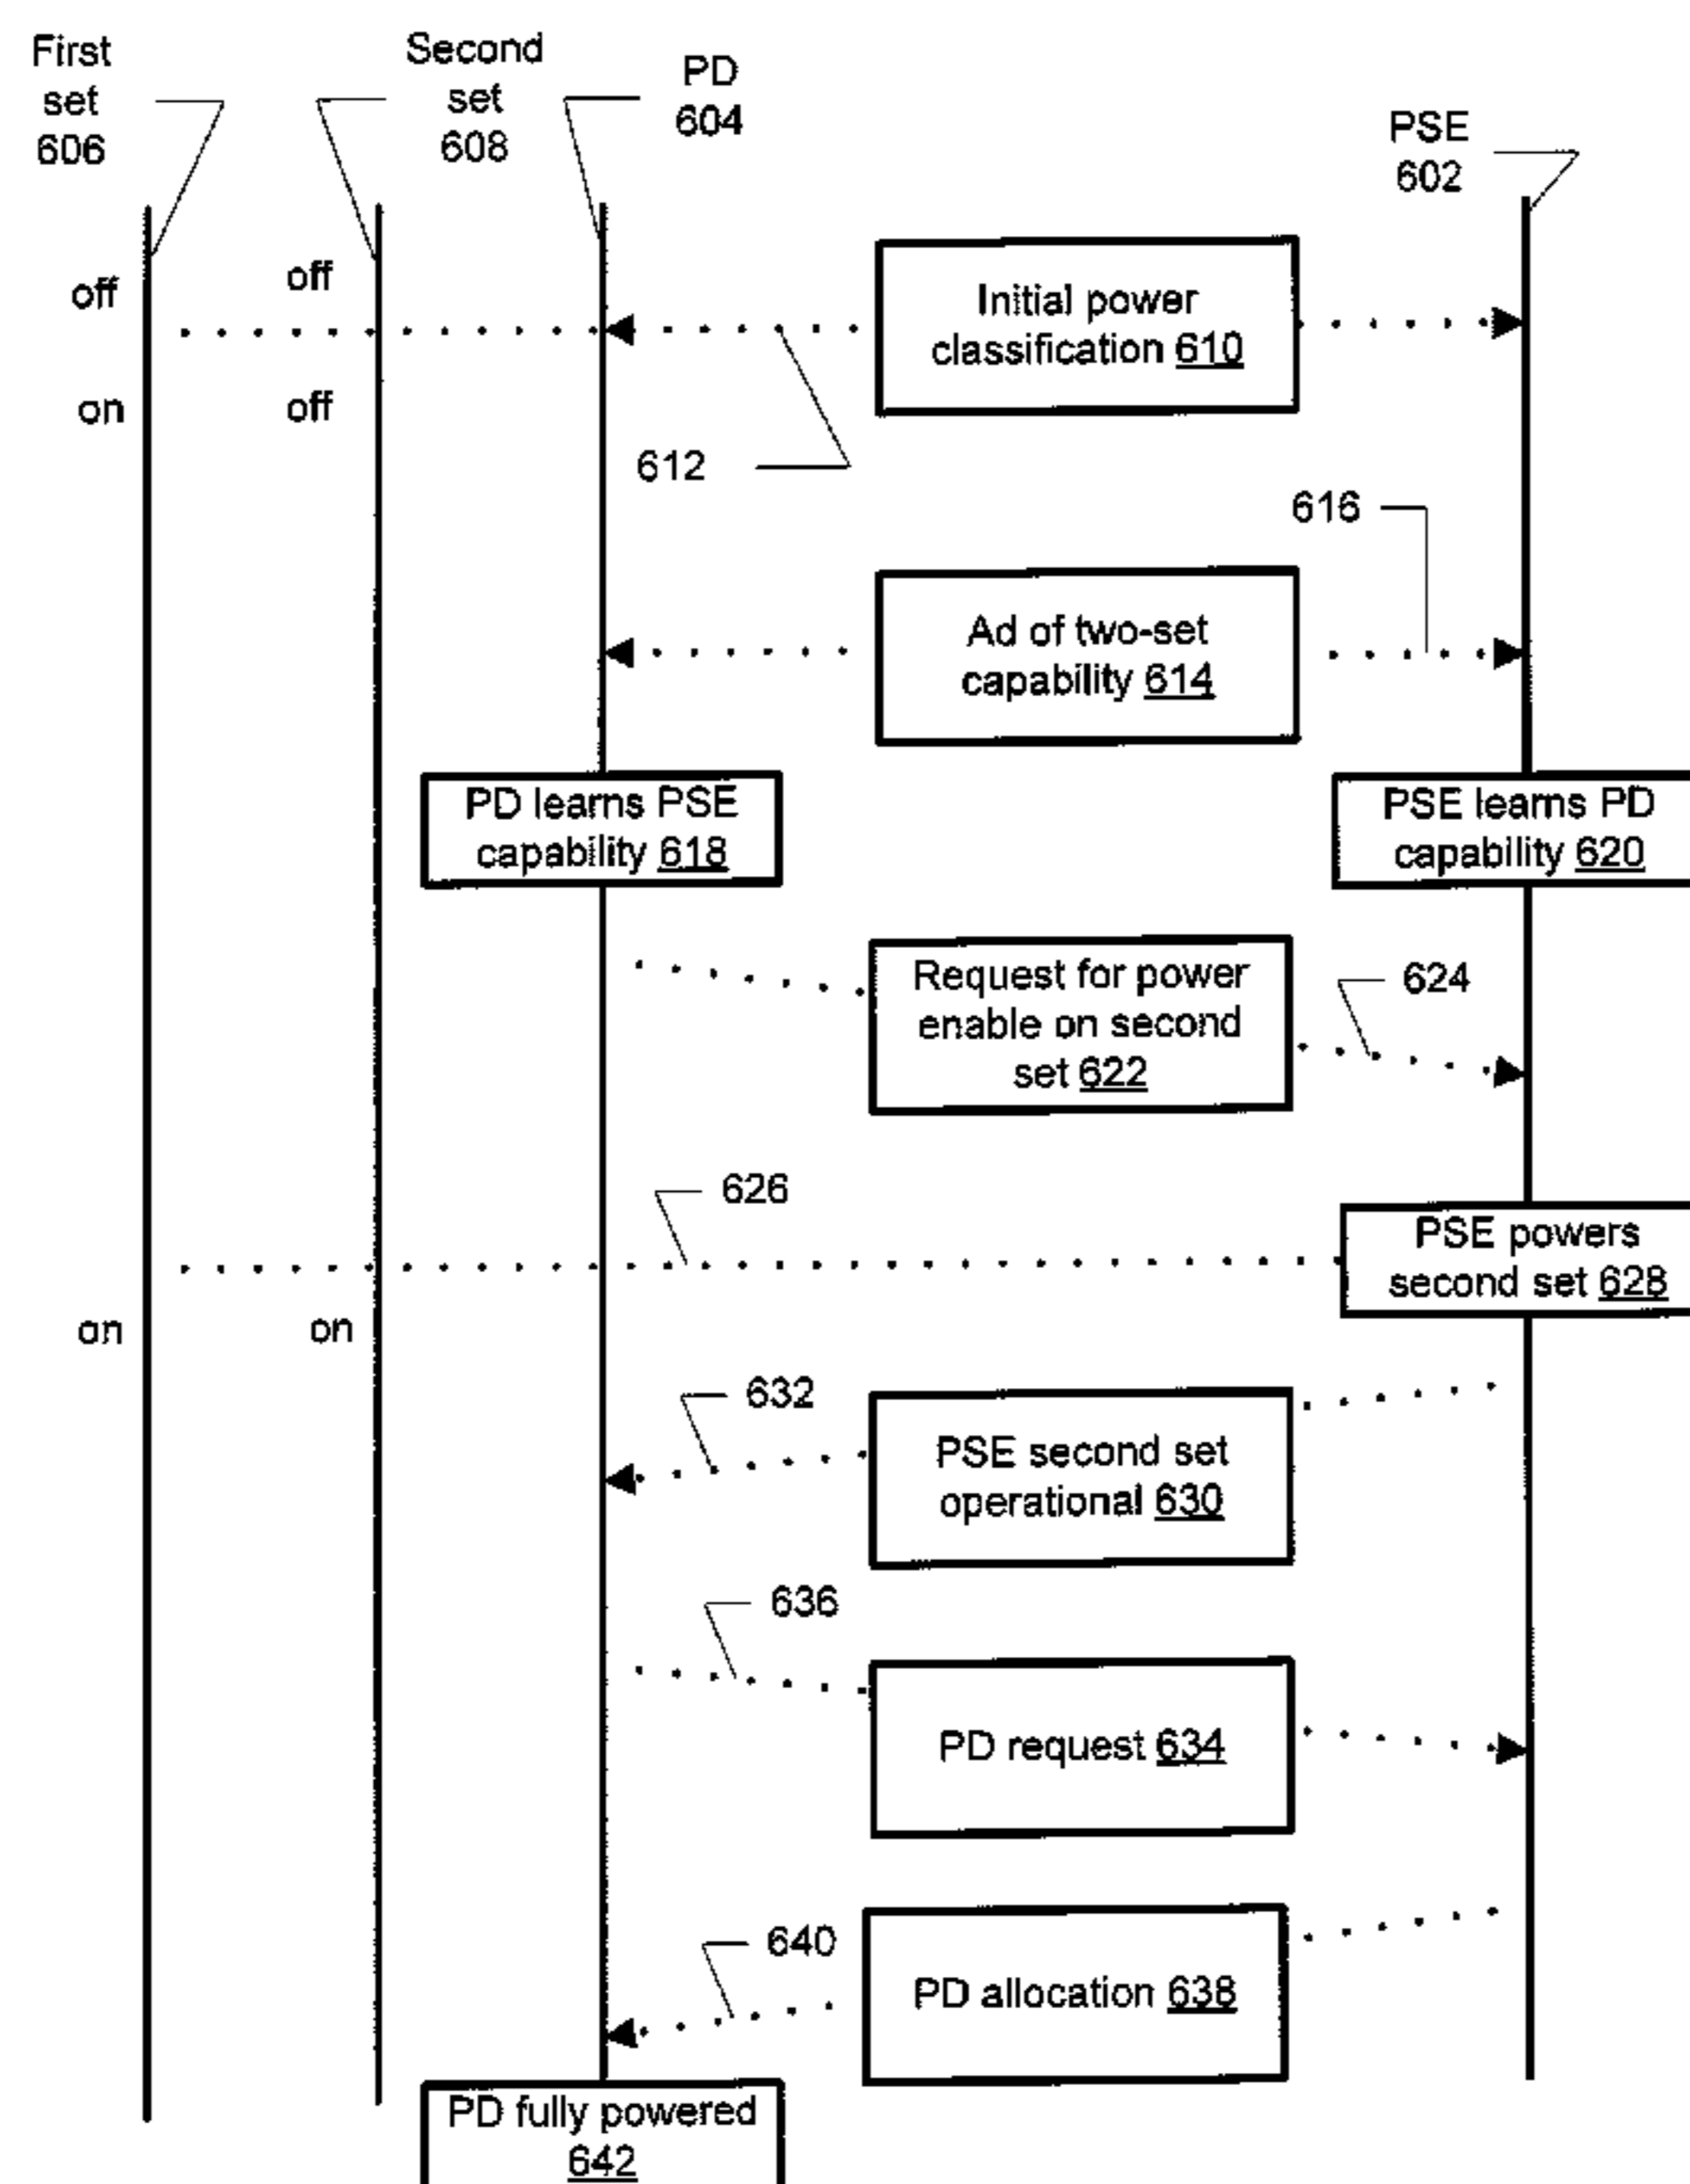 First
set
606
Second
set
608
PD
604
PSE
602
off
off
Initial power
classification 610
on
off
612
616
Ad of two-set
capability 614
PD learns PSE
capability 618
PSE learns PD
capability 620
Request for power
enable on second
set 622
624
626
PSE powers
second set 628
on
on
632
PSE second set
operational 630
636
PD request 634
640
PD allocation 638
PD fully powered
642